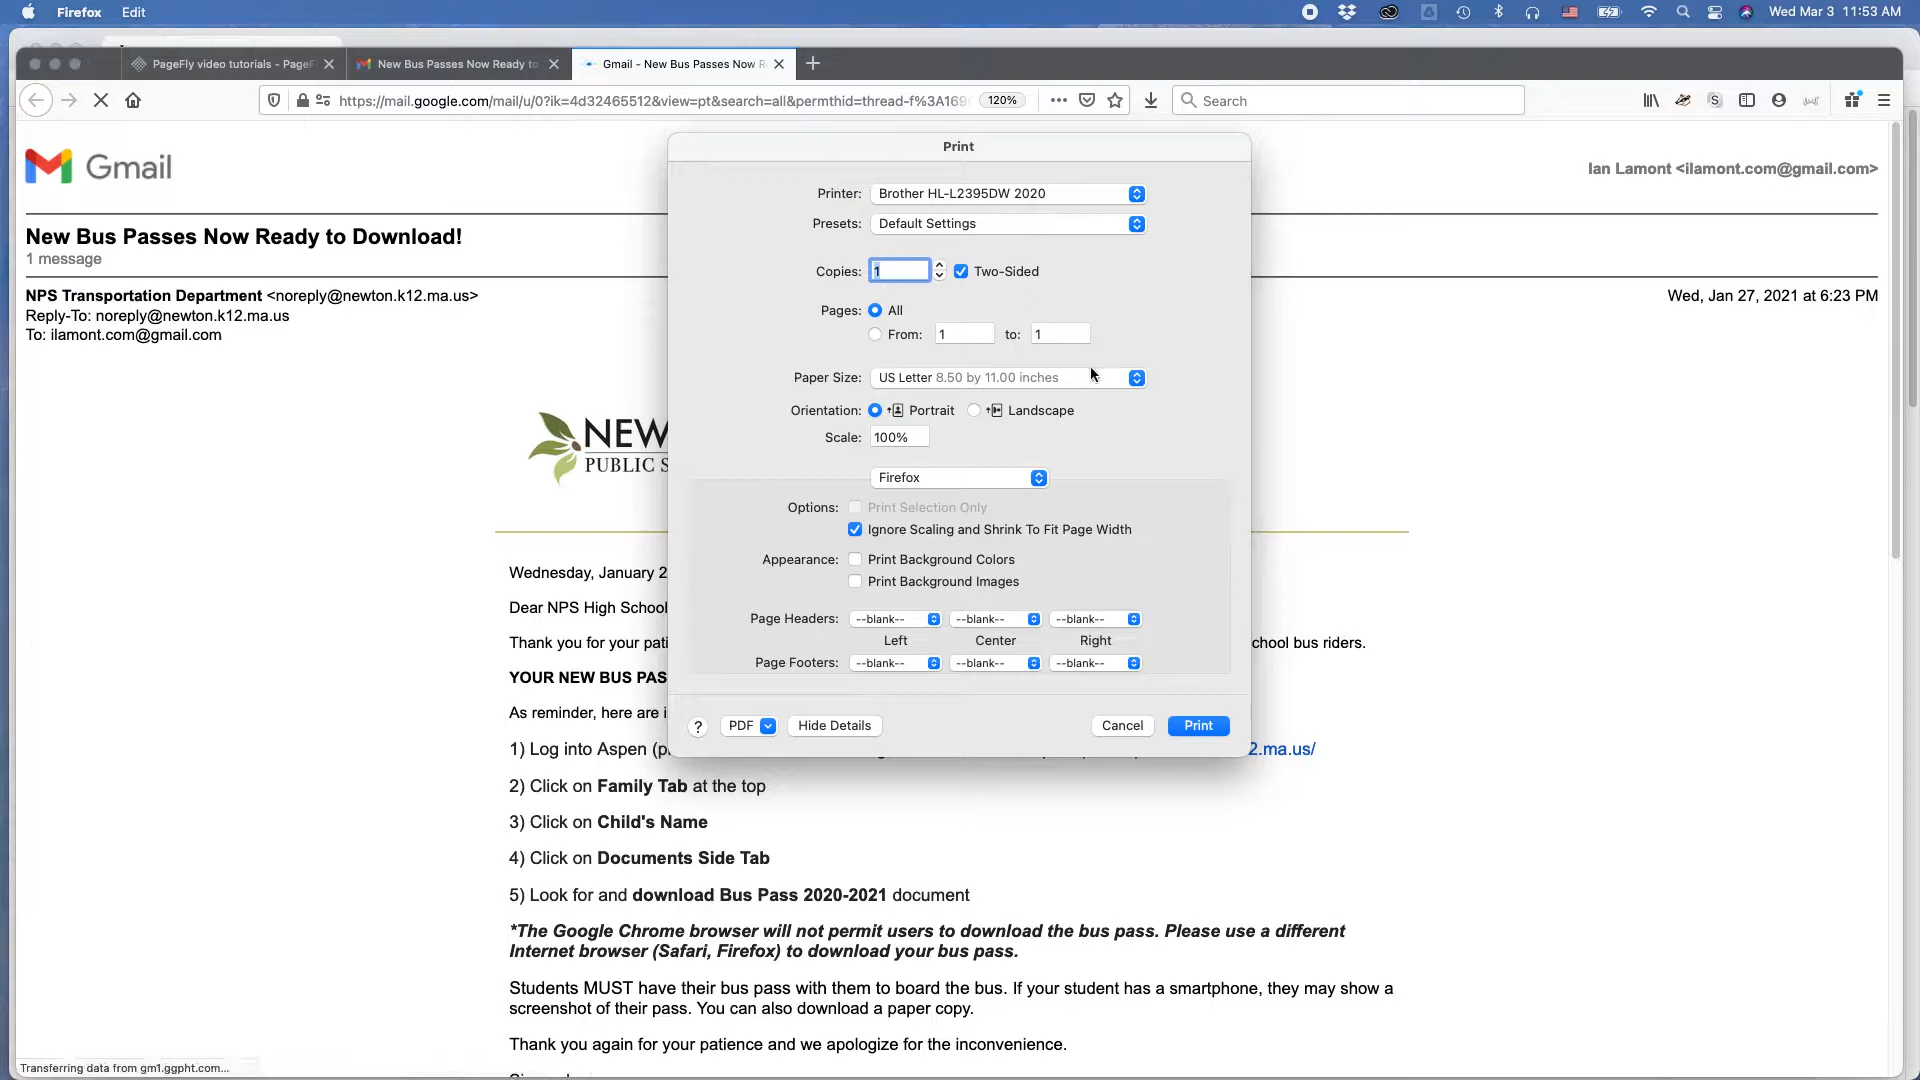 Firefox Edit Wed Mar 3 11:53 AM
PageFly video tutorials - PageF New Bus Passes Now Ready to Gmail - New Bus Passes Now R
https://mail.google.com/mail/u/0?ik=4d32465512&view=pt&search=all&permthid=thread-f%3A169 120% Search
Gmail
Ian Lamont <ilamont.com@gmail.com>
New Bus Passes Now Ready to Download!
1 message
NPS Transportation Department <noreply@newton.k12.ma.us>
Wed, Jan 27, 2021 at 6:23 PM
Reply-To: noreply@newton.k12.ma.us
To: ilamont.com@gmail.com
NEW
PUBLIC S
Wednesday, January 2
Dear NPS High School
Thank you for your pati chool bus riders.
YOUR NEW BUS PAS
As reminder, here are i
1) Log into Aspen (p 2.ma.us/
2) Click on Family Tab at the top
3) Click on Child's Name
4) Click on Documents Side Tab
5) Look for and download Bus Pass 2020-2021 document
*The Google Chrome browser will not permit users to download the bus pass. Please use a different
Internet browser (Safari, Firefox) to download your bus pass.
Students MUST have their bus pass with them to board the bus. If your student has a smartphone, they may show a
screenshot of their pass. You can also download a paper copy.
Thank you again for your patience and we apologize for the inconvenience.
Transferring data from gm1.ggpht.com...
Print
Printer: Brother HL-L2395DW 2020
Presets: Default Settings
Copies: 1 Two-Sided
Pages: All
From: 1 to: 1
Paper Size: US Letter 8.50 by 11.00 inches
Orientation: Portrait Landscape
Scale: 100%
Firefox
Options: Print Selection Only
Ignore Scaling and Shrink To Fit Page Width
Appearance: Print Background Colors
Print Background Images
Page Headers: --blank-- --blank-- --blank--
Left Center Right
Page Footers: --blank-- --blank-- --blank--
? PDF Hide Details Cancel Print